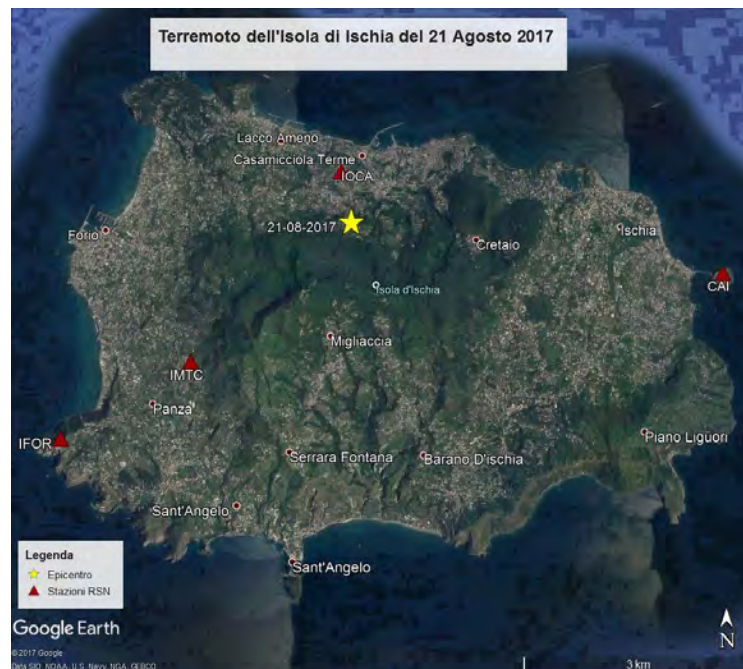 Terremoto dell'Isola di Ischia del 21 Agosto 2017
Lacco Ameno
Casamicciola Terme
IOCA
21-08-2017
Forio
Cretaio
Ischia
CAI
Isola d'Ischia
Migliaccia
IMTC
Panza
IFOR
Piano Liguori
Serrara Fontana
Barano D'ischia
Sant'Angelo
Sant'Angelo
Legenda
Epicentro
Stazioni RSN
Google Earth
N
©2017 Google
Data SIO, NOAA, U.S. Navy, NGA, GEBCO
3 km